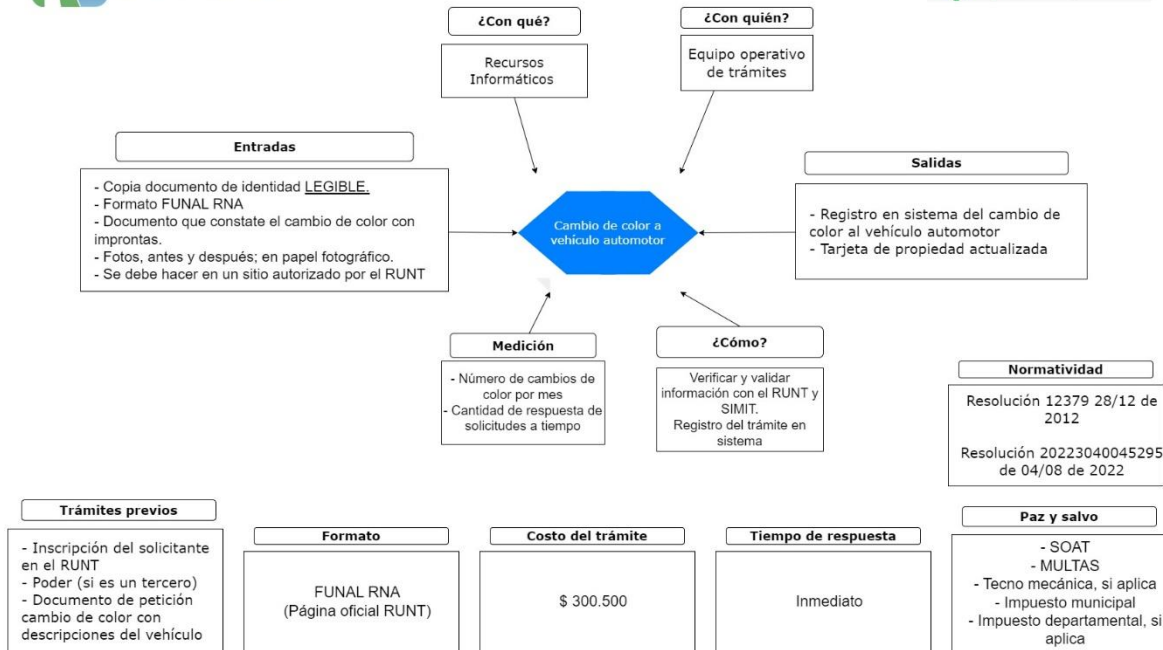 ¿Con qué?
Recursos
Informáticos
¿Con quién?
Equipo operativo
de trámites
Entradas
- Copia documento de identidad LEGIBLE.
- Formato FUNAL RNA
- Documento que constate el cambio de color con
improntas.
- Fotos, antes y después; en papel fotográfico.
- Se debe hacer en un sitio autorizado por el RUNT
Cambio de color a
vehículo automotor
Salidas
- Registro en sistema del cambio de
color al vehículo automotor
- Tarjeta de propiedad actualizada
Medición
- Número de cambios de
color por mes
- Cantidad de respuesta de
solicitudes a tiempo
¿Cómo?
Verificar y validar
información con el RUNT y
SIMIT.
Registro del trámite en
sistema
Normatividad
Resolución 12379 28/12 de
2012
Resolución 20223040045295
de 04/08 de 2022
Trámites previos
- Inscripción del solicitante
en el RUNT
- Poder (si es un tercero)
- Documento de petición
cambio de color con
descripciones del vehículo
Formato
FUNAL RNA
(Página oficial RUNT)
Costo del trámite
$ 300.500
Tiempo de respuesta
Inmediato
Paz y salvo
- SOAT
- MULTAS
- Tecno mecánica, si aplica
- Impuesto municipal
- Impuesto departamental, si
aplica